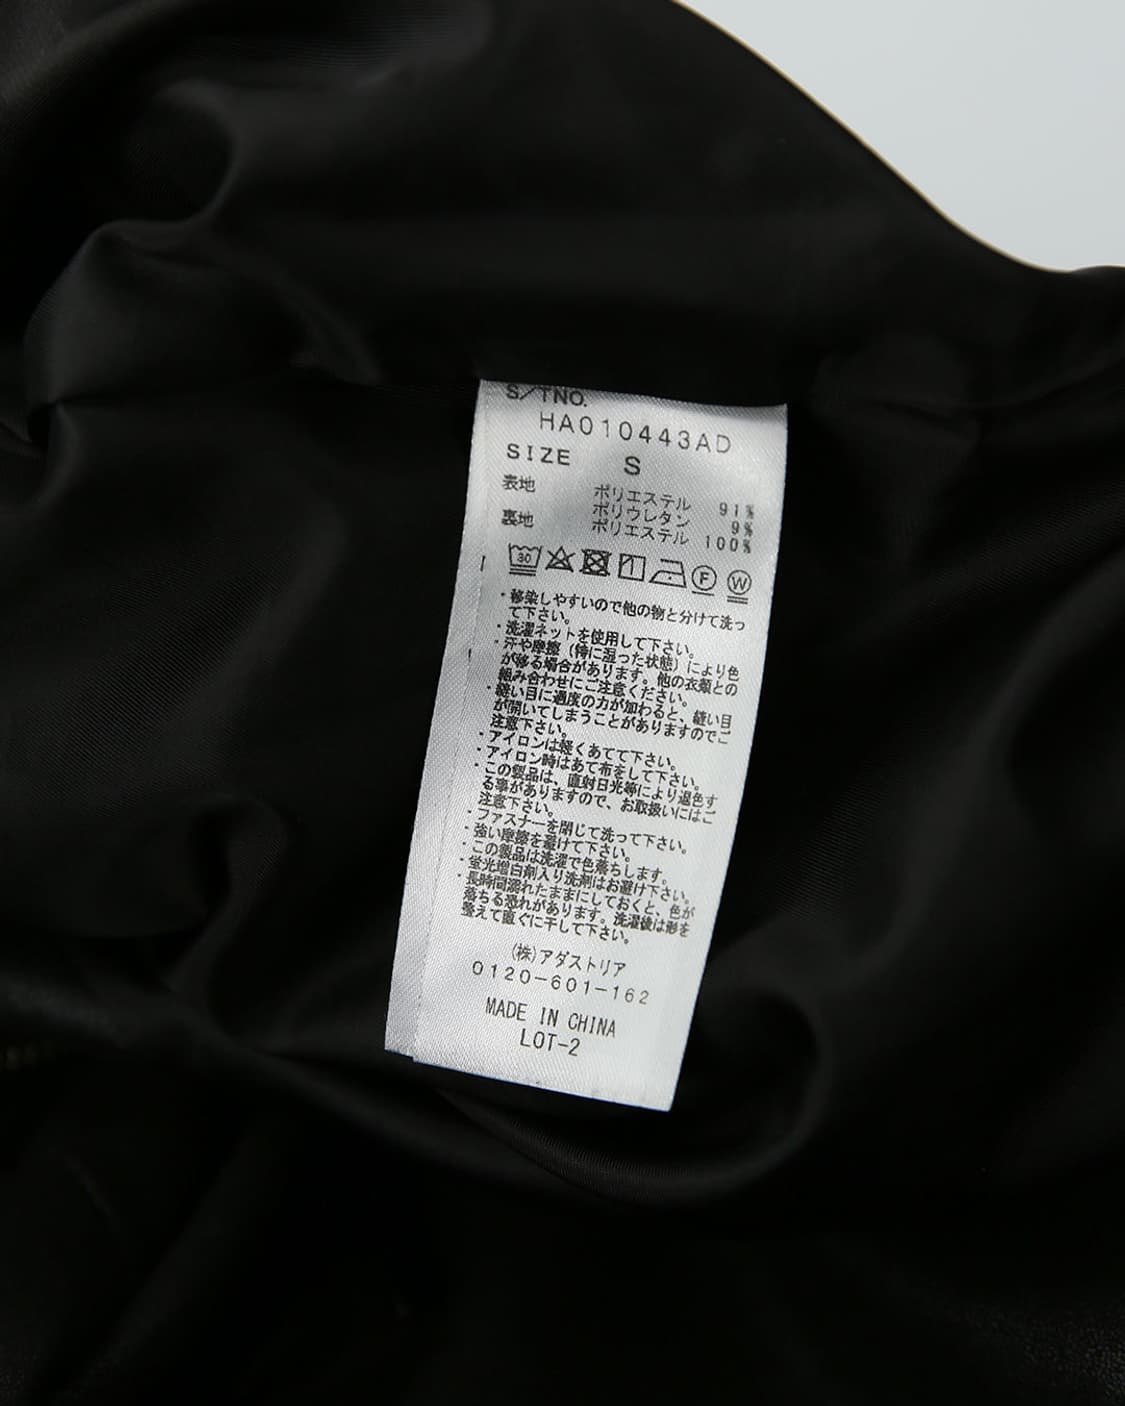 S/TNO.
HA010443AD
SIZE S
表地 ポリエステル 91%
ポリウレタン 9%
裏地 ポリエステル 100%
30 F W
・移染しやすいので他の物と分けて洗っ
て下さい。
・洗濯ネットを使用して下さい。
・汗や摩擦（特に湿った状態）により色
が移る場合があります。他の衣類との
組み合わせにご注意ください。
・縫い目に過度の力が加わると、縫い目
が開いてしまうことがありますのでご
注意下さい。
・アイロンは軽くあてて下さい。
・アイロン時はあて布をして下さい。
・この製品は、直射日光等により退色す
る事がありますので、お取扱いにはご
注意下さい。
・ファスナーを閉じて洗って下さい。
・強い摩擦を避けて下さい。
・この製品は洗濯で色落ちします。
・蛍光増白剤入り洗剤はお避け下さい。
・長時間濡れたままにしておくと、色が
落ちる恐れがあります。洗濯後は形を
整えて直ぐに干して下さい。
(株)アダストリア
0120-601-162
MADE IN CHINA
LOT-2